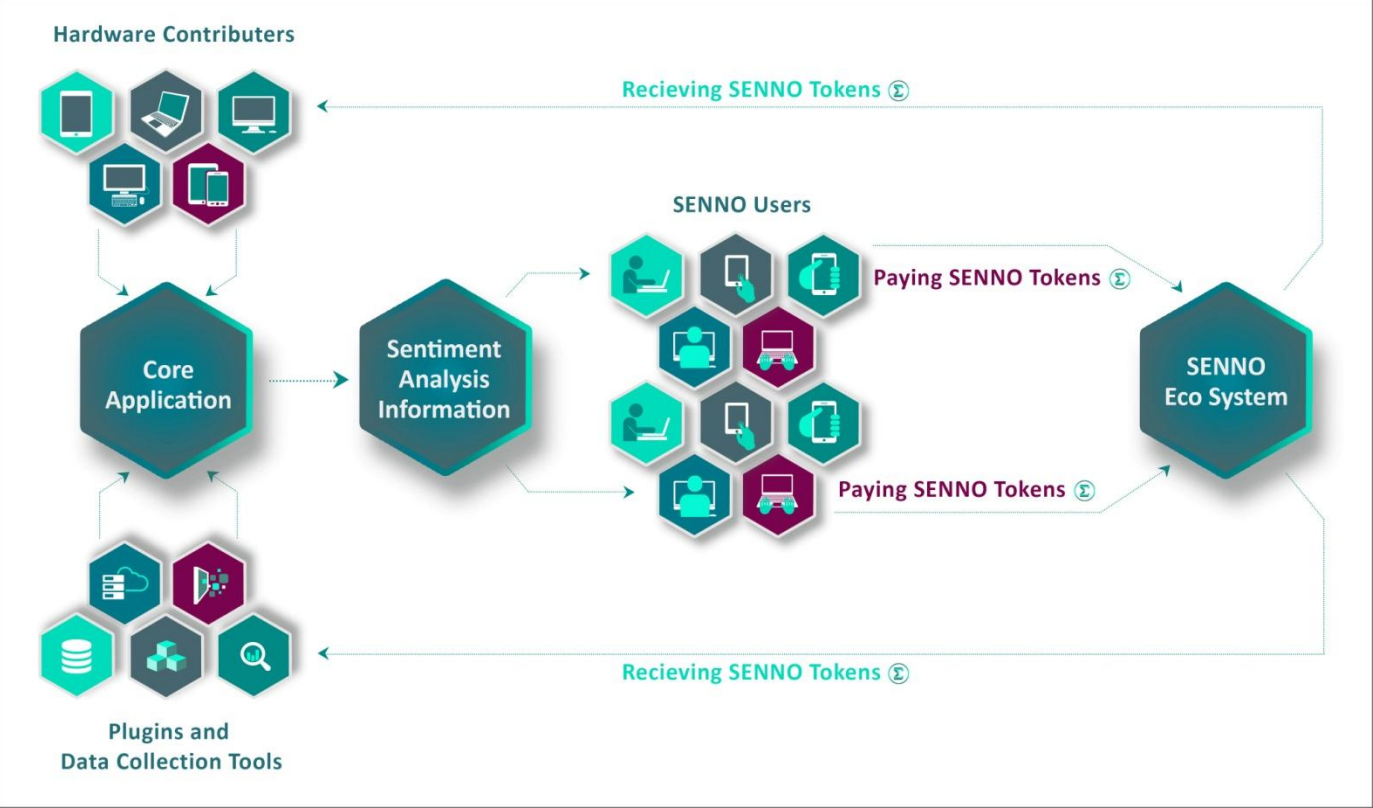 Hardware Contributers
Recieving SENNO Tokens Σ
SENNO Users
Paying SENNO Tokens Σ
Core
Application
Sentiment
Analysis
Information
SENNO
Eco System
Paying SENNO Tokens Σ
Recieving SENNO Tokens Σ
Plugins and
Data Collection Tools